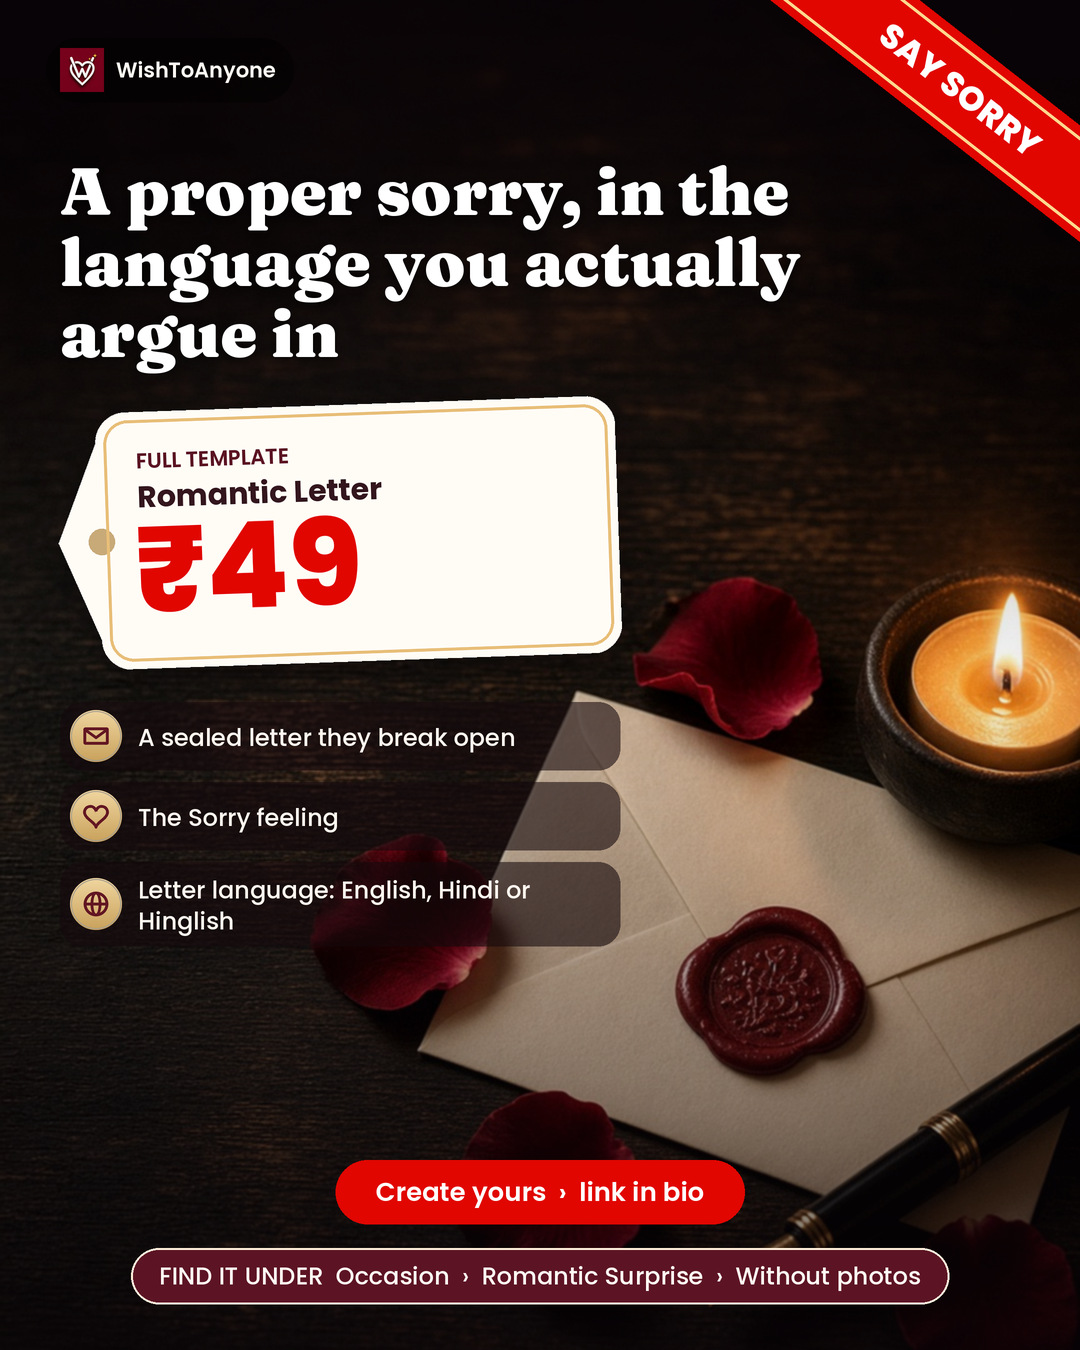 WishToAnyone
SAY SORRY
A proper sorry, in the
language you actually
argue in
FULL TEMPLATE
Romantic Letter
₹49
A sealed letter they break open
The Sorry feeling
Letter language: English, Hindi or
Hinglish
Create yours › link in bio
FIND IT UNDER Occasion › Romantic Surprise › Without photos